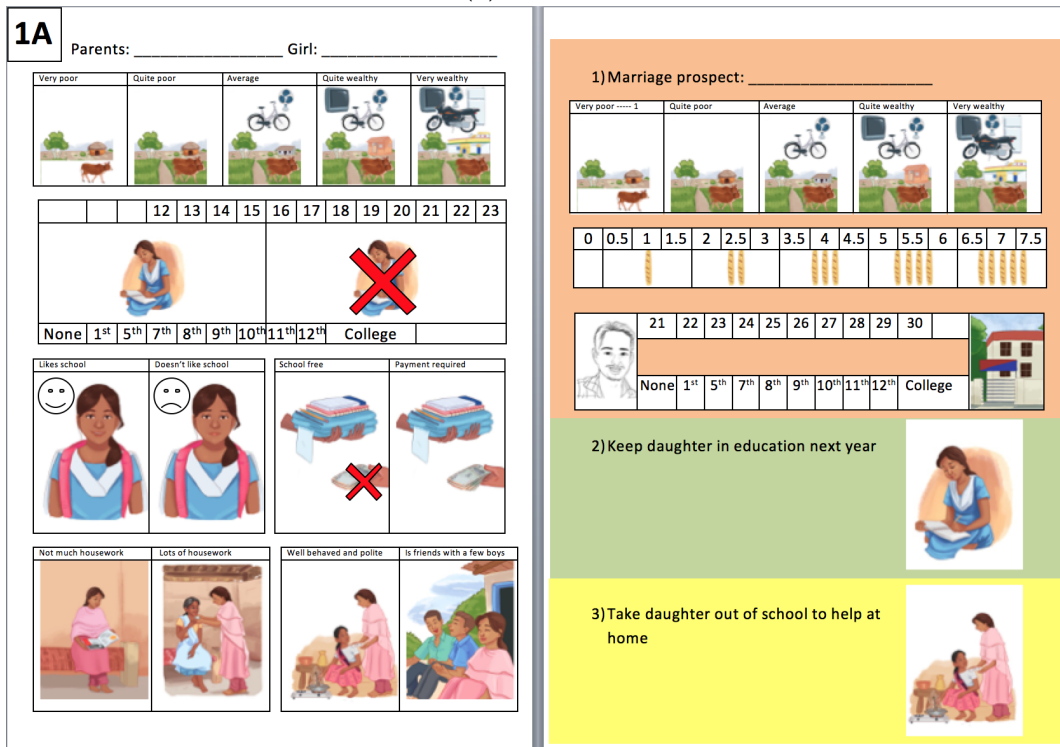 1A
Parents: __________________ Girl: _____________________
Very poor Quite poor Average Quite wealthy Very wealthy
12 13 14 15 16 17 18 19 20 21 22 23
None 1st 5th 7th 8th 9th 10th 11th 12th College
Likes school Doesn't like school School free Payment required
Not much housework Lots of housework Well behaved and polite Is friends with a few boys
1) Marriage prospect: ______________________
Very poor ----- 1 Quite poor Average Quite wealthy Very wealthy
0 0.5 1 1.5 2 2.5 3 3.5 4 4.5 5 5.5 6 6.5 7 7.5
21 22 23 24 25 26 27 28 29 30
None 1st 5th 7th 8th 9th 10th 11th 12th College
2) Keep daughter in education next year
3) Take daughter out of school to help at
home